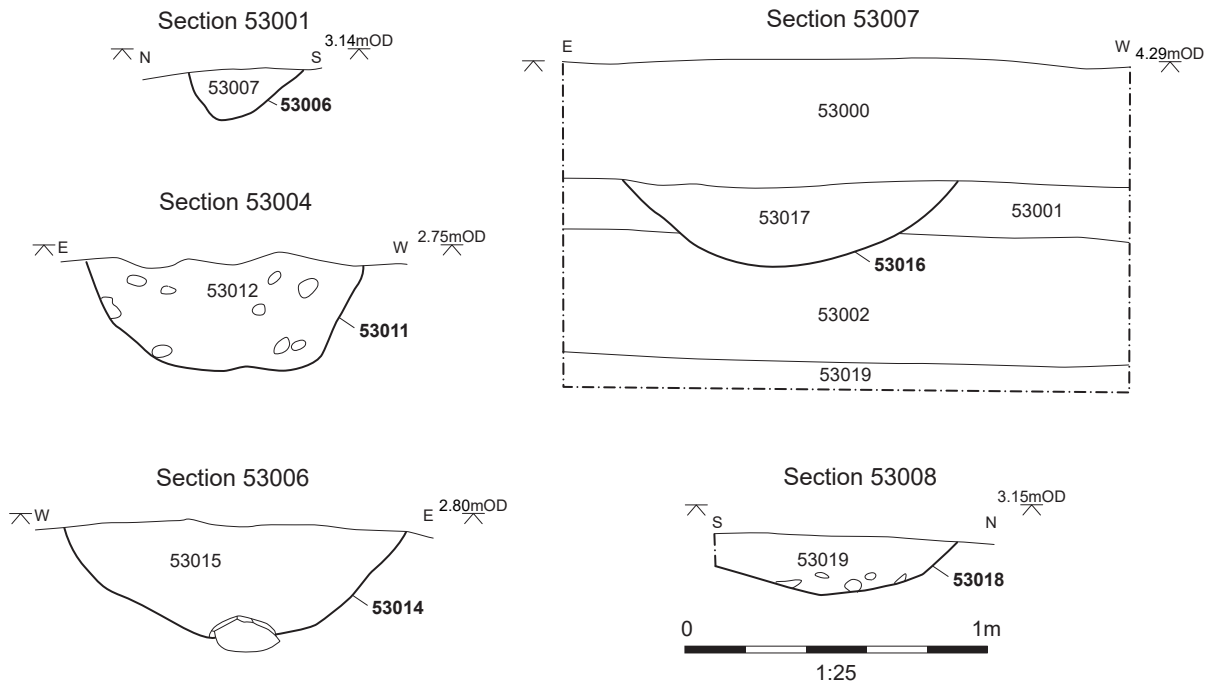 Section 53001
N
S
3.14mOD
53007
53006
Section 53004
E
W
2.75mOD
53012
53011
Section 53006
W
E
2.80mOD
53015
53014
Section 53007
E
W
4.29mOD
53000
53017
53001
53016
53002
53019
Section 53008
S
N
3.15mOD
53019
53018
0
1m
1:25